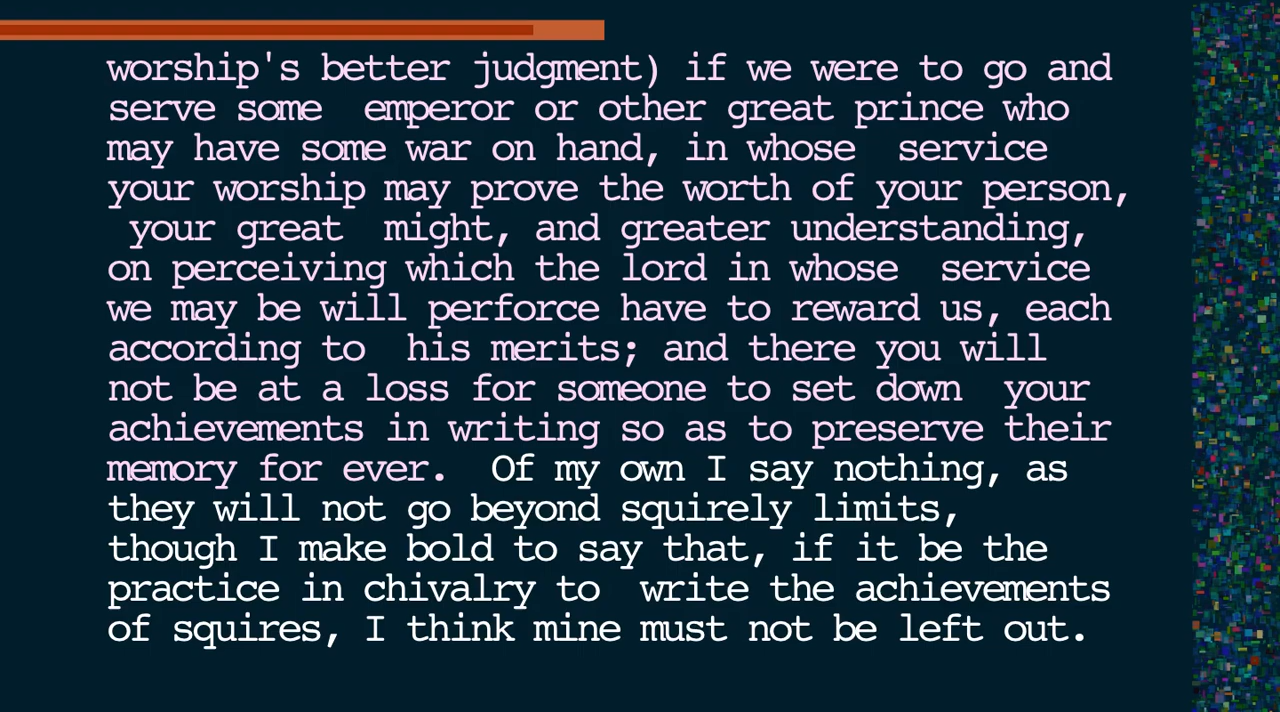 worship's better judgment) if we were to go and
serve some  emperor or other great prince who
may have some war on hand, in whose  service
your worship may prove the worth of your person,
 your great  might, and greater understanding,
on perceiving which the lord in whose  service
we may be will perforce have to reward us, each
according to  his merits; and there you will
not be at a loss for someone to set down  your
achievements in writing so as to preserve their
memory for ever.  Of my own I say nothing, as
they will not go beyond squirely limits,
though I make bold to say that, if it be the
practice in chivalry to  write the achievements
of squires, I think mine must not be left out.